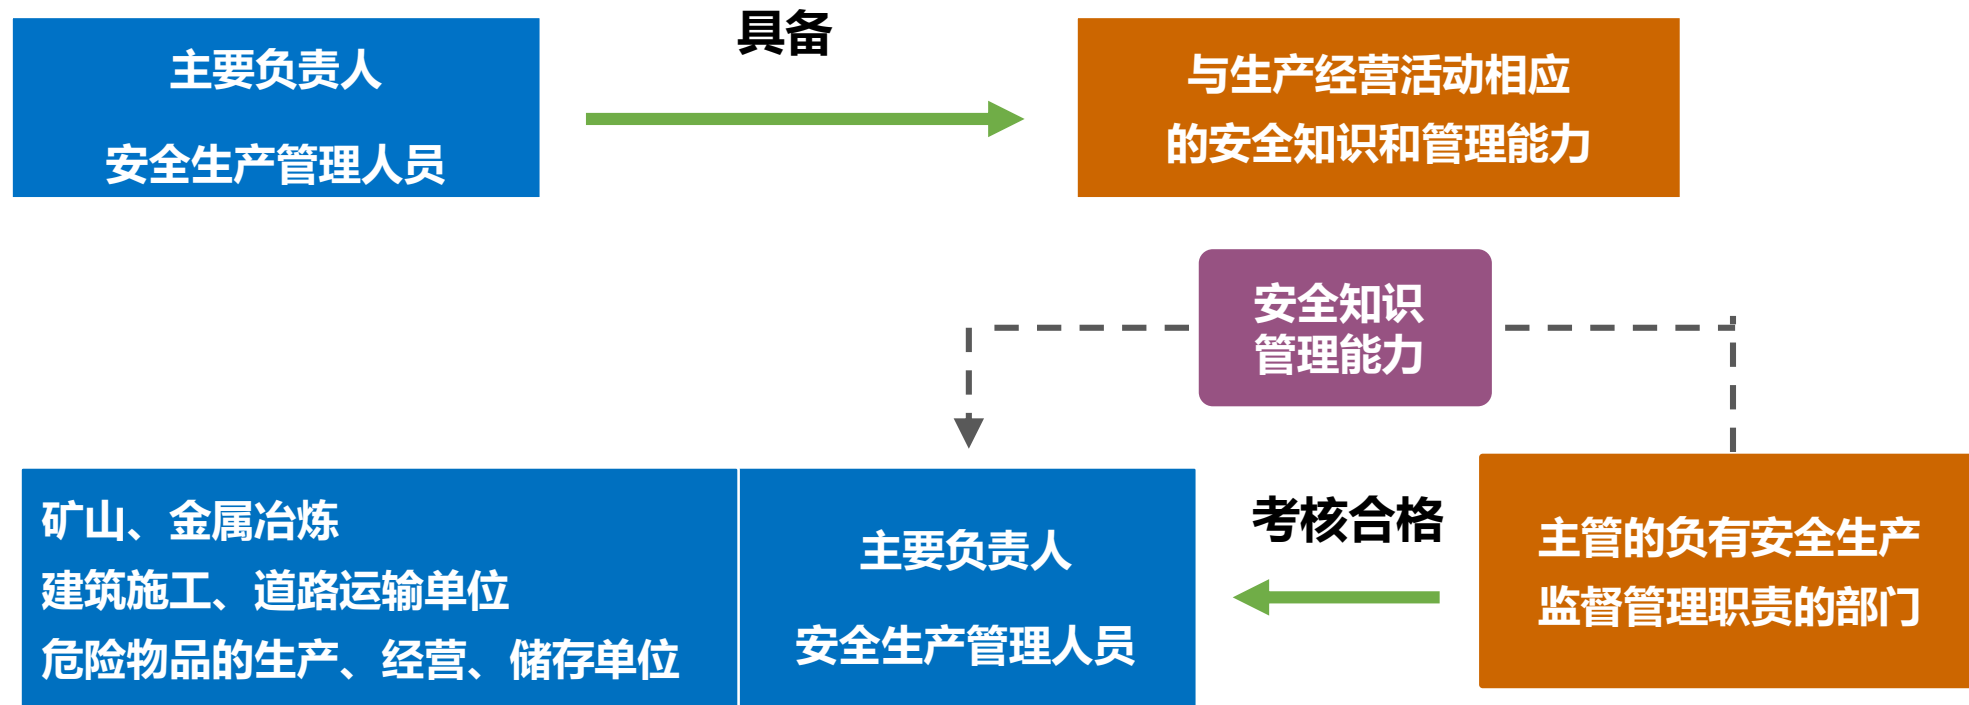 具备
主要负责人
安全生产管理人员
与生产经营活动相应
的安全知识和管理能力
安全知识
管理能力
矿山、金属冶炼
建筑施工、道路运输单位
危险物品的生产、经营、储存单位
主要负责人
安全生产管理人员
考核合格
主管的负有安全生产
监督管理职责的部门